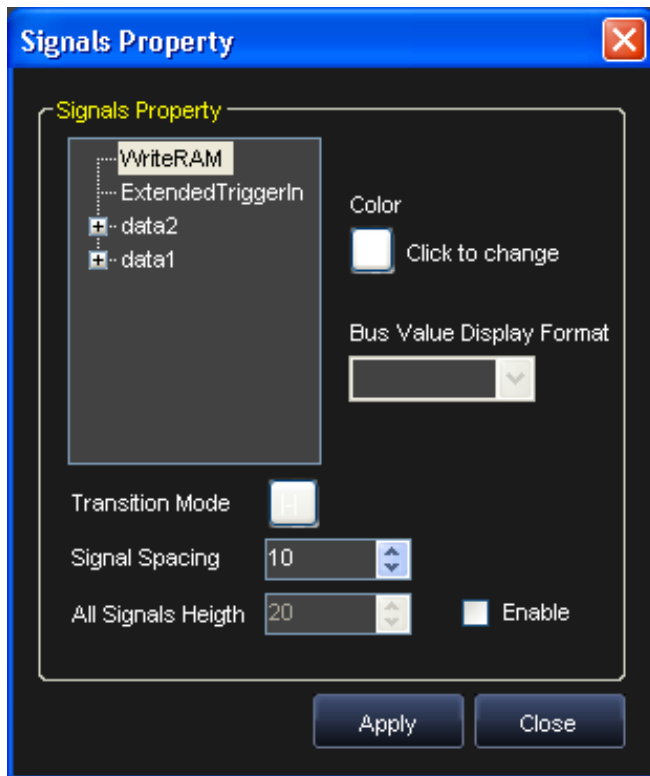 Signals Property
Signals Property
WriteRAM
ExtendedTriggerIn
data2
data1
Color
Click to change
Bus Value Display Format
Transition Mode
Signal Spacing 10
All Signals Heigth 20 Enable
Apply Close